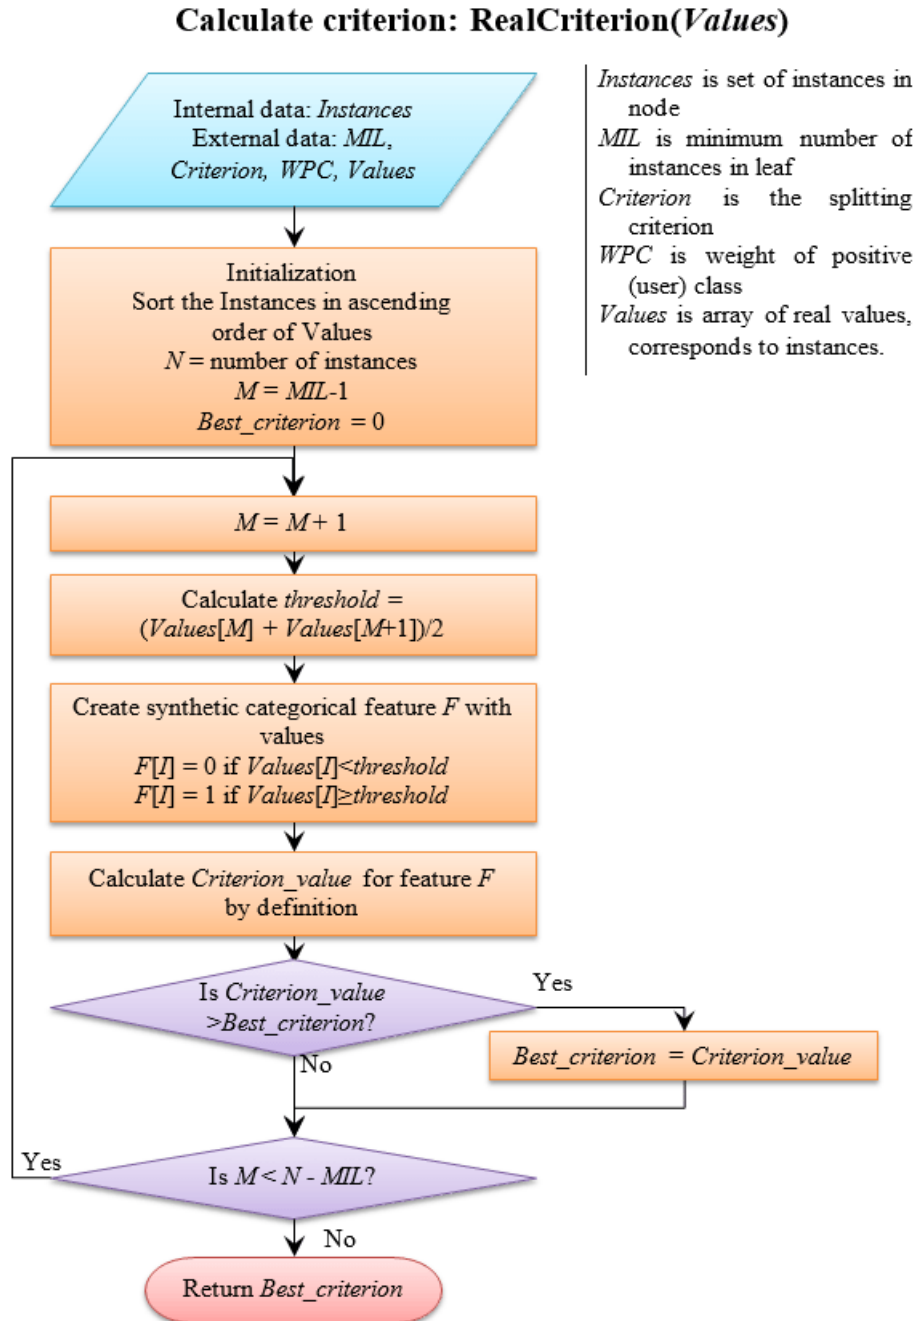 Calculate criterion: RealCriterion(Values)
Internal data: Instances
External data: MIL,
Criterion, WPC, Values
Instances is set of instances in
node
MIL is minimum number of
instances in leaf
Criterion is the splitting
criterion
WPC is weight of positive
(user) class
Values is array of real values,
corresponds to instances.
Initialization
Sort the Instances in ascending
order of Values
N = number of instances
M = MIL-1
Best_criterion = 0
M = M + 1
Calculate threshold =
(Values[M] + Values[M+1])/2
Create synthetic categorical feature F with
values
F[I] = 0 if Values[I]<threshold
F[I] = 1 if Values[I]≥threshold
Calculate Criterion_value for feature F
by definition
Is Criterion_value
>Best_criterion?
Yes
Best_criterion = Criterion_value
No
Is M < N - MIL?
Yes
No
Return Best_criterion